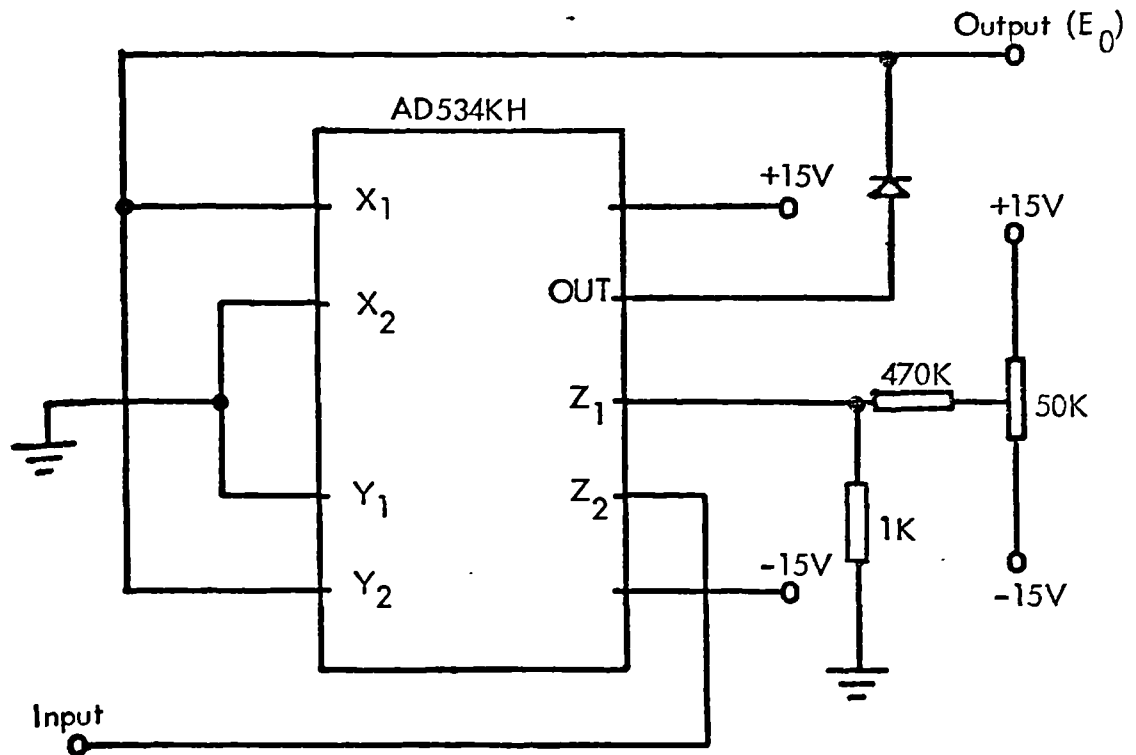 Output (E0)
AD534KH
X1
+15V
+15V
X2
OUT
470K
Z1
50K
Y1
Z2
1K
-15V
Y2
-15V
Input